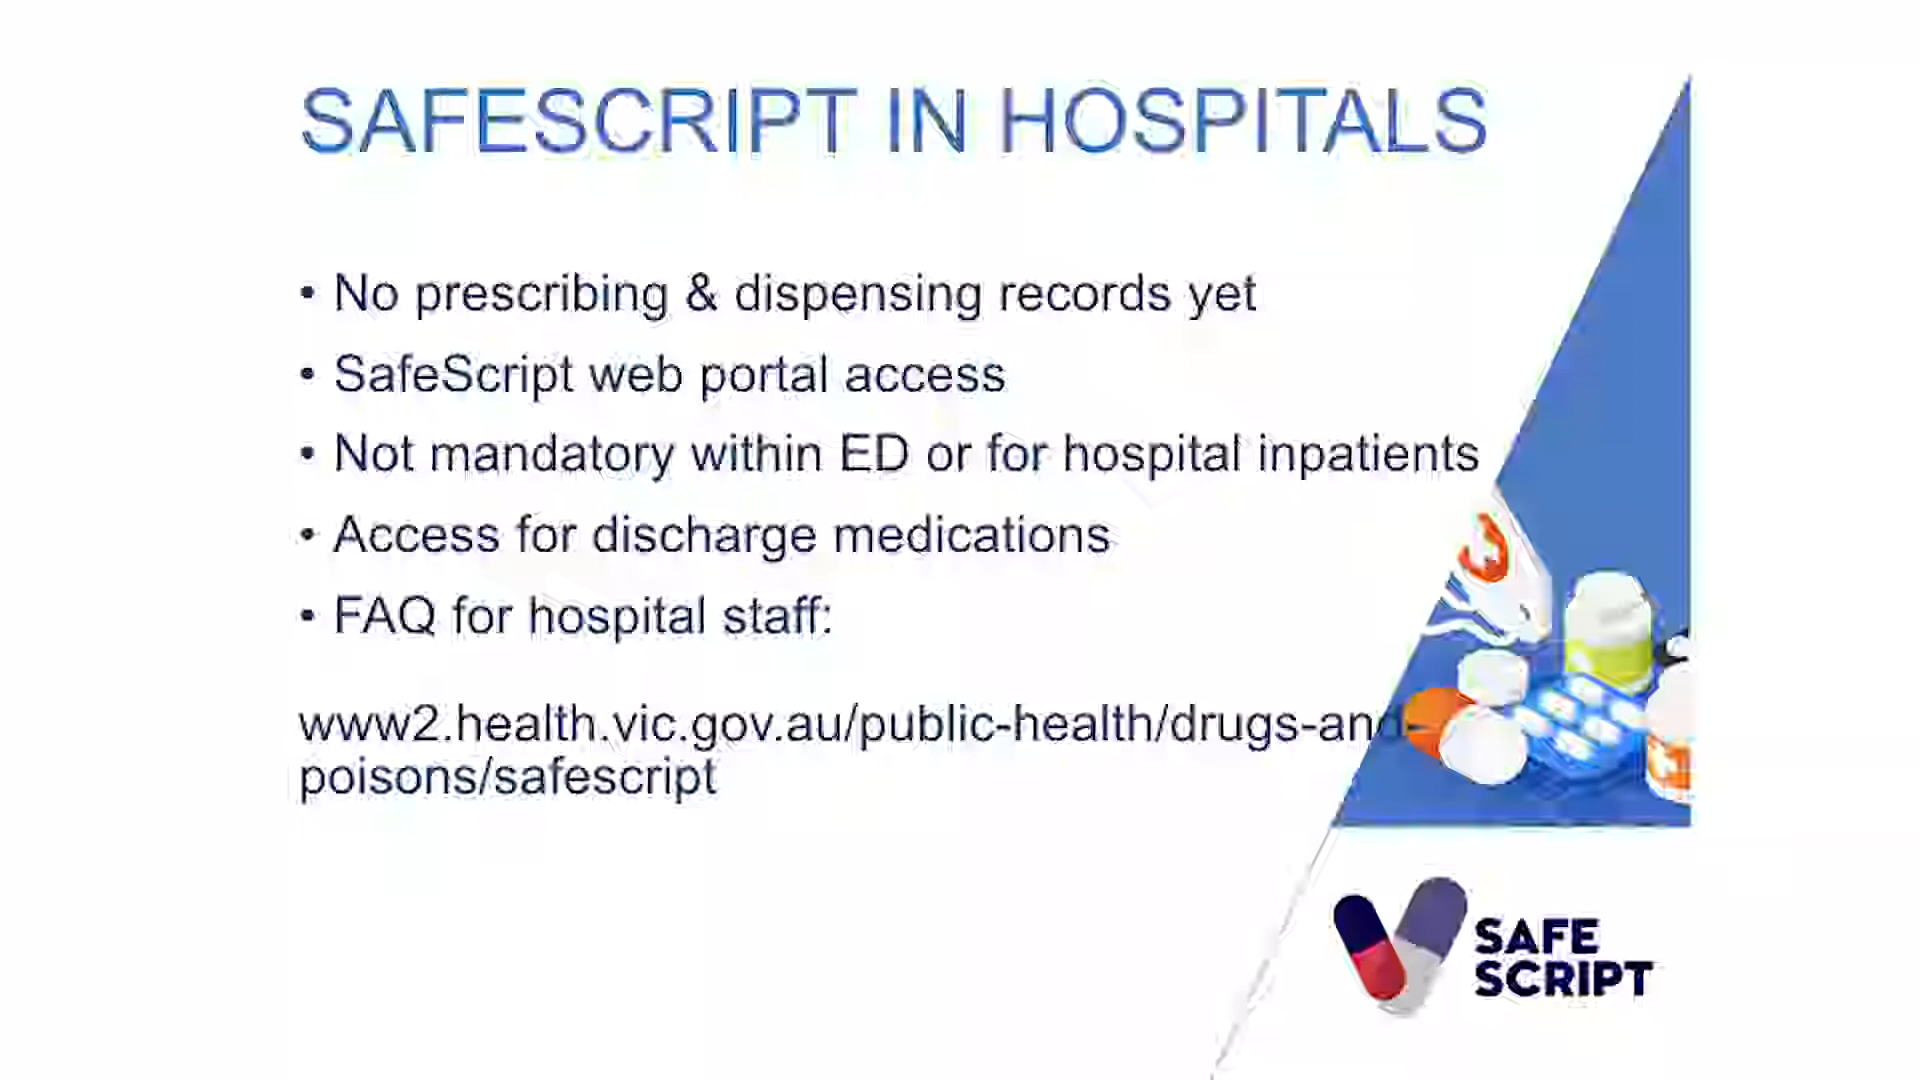 SAFESCRIPT IN HOSPITALS
• No prescribing & dispensing records yet
• SafeScript web portal access
• Not mandatory within ED or for hospital inpatients
• Access for discharge medications
• FAQ for hospital staff:
www2.health.vic.gov.au/public-health/drugs-and-
poisons/safescript
SAFE
SCRIPT